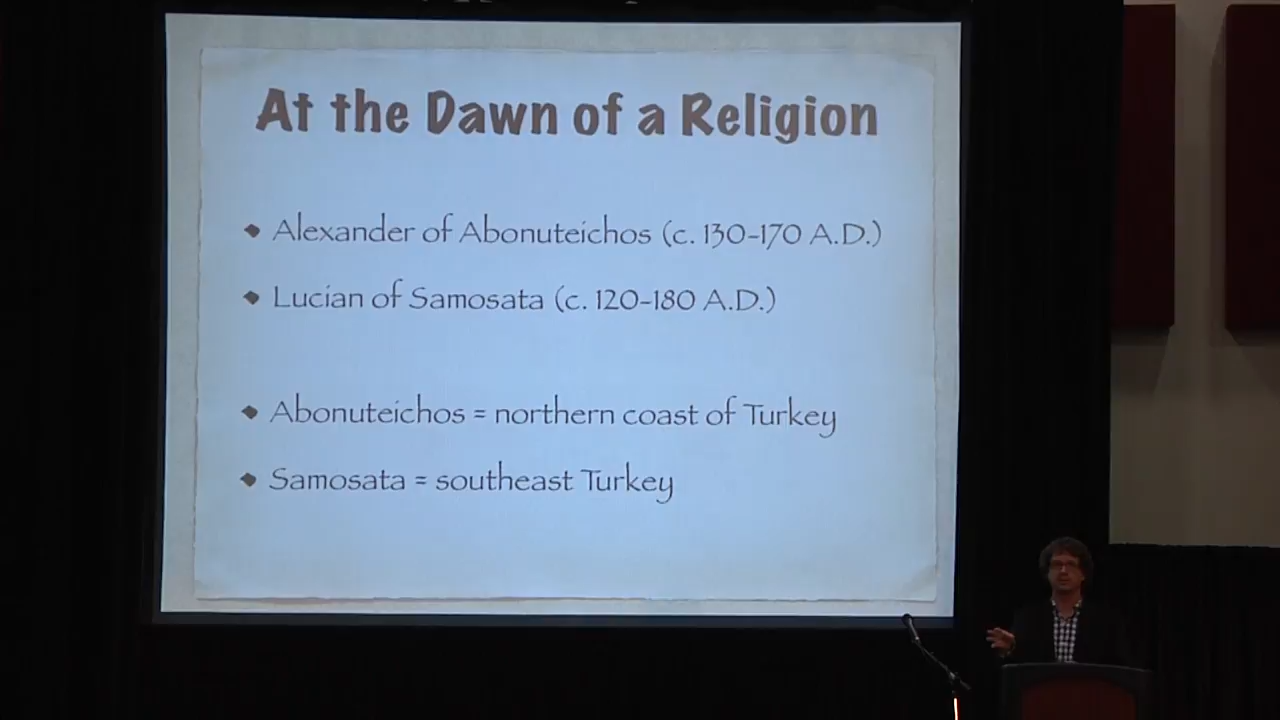 At the Dawn of a Religion
Alexander of Abonuteichos (c. 130-170 A.D.)
Lucian of Samosata (c. 120-180 A.D.)
Abonuteichos = northern coast of Turkey
Samosata = southeast Turkey